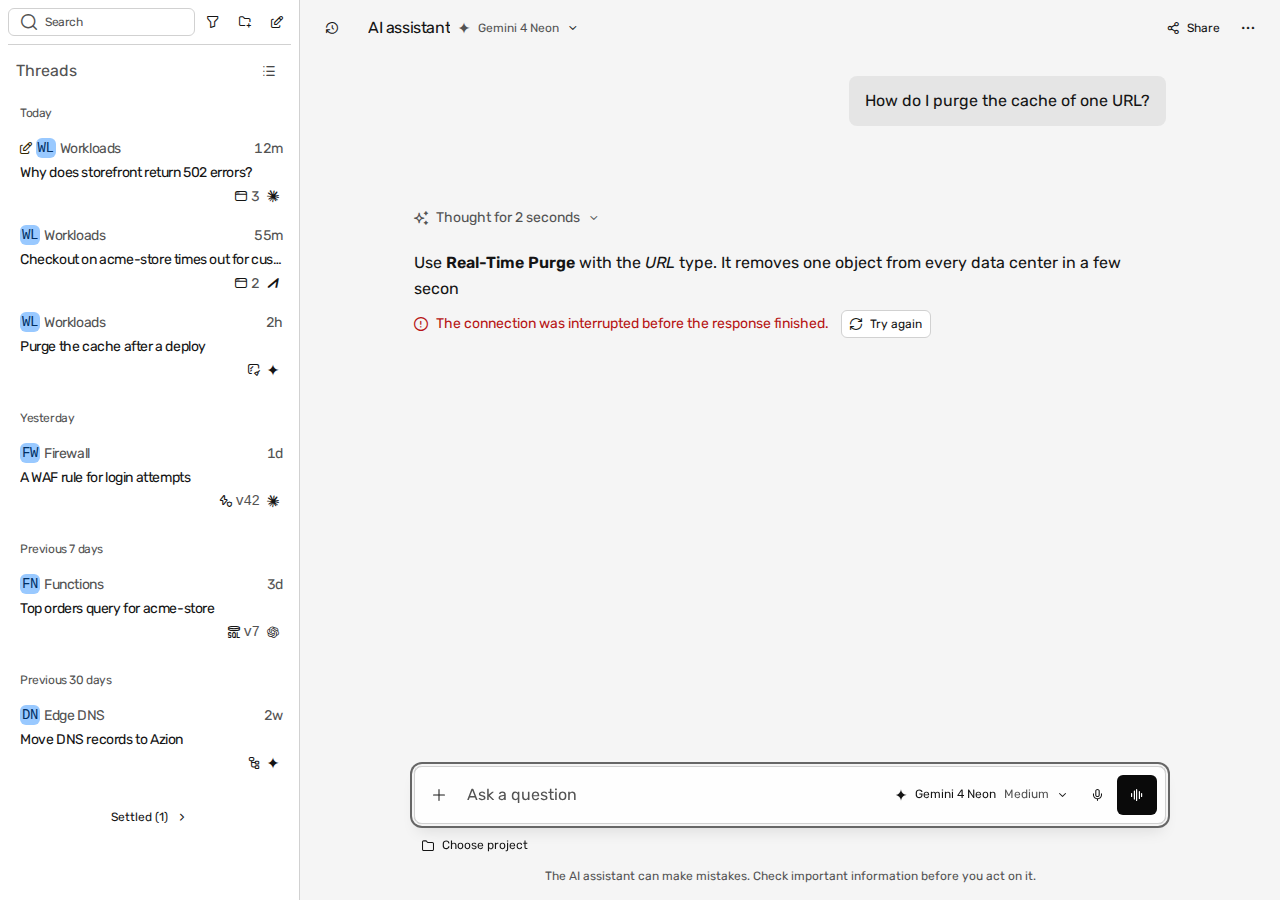 Search
Threads
Today
WL Workloads 12m
Why does storefront return 502 errors?
3
WL Workloads 55m
Checkout on acme-store times out for cus…
2
WL Workloads 2h
Purge the cache after a deploy
Yesterday
FW Firewall 1d
A WAF rule for login attempts
v42
Previous 7 days
FN Functions 3d
Top orders query for acme-store
v7
Previous 30 days
DN Edge DNS 2w
Move DNS records to Azion
Settled (1)
AI assistant Gemini 4 Neon
Share
How do I purge the cache of one URL?
Thought for 2 seconds
Use Real-Time Purge with the URL type. It removes one object from every data center in a few
secon
The connection was interrupted before the response finished. Try again
Ask a question
Gemini 4 Neon Medium
Choose project
The AI assistant can make mistakes. Check important information before you act on it.